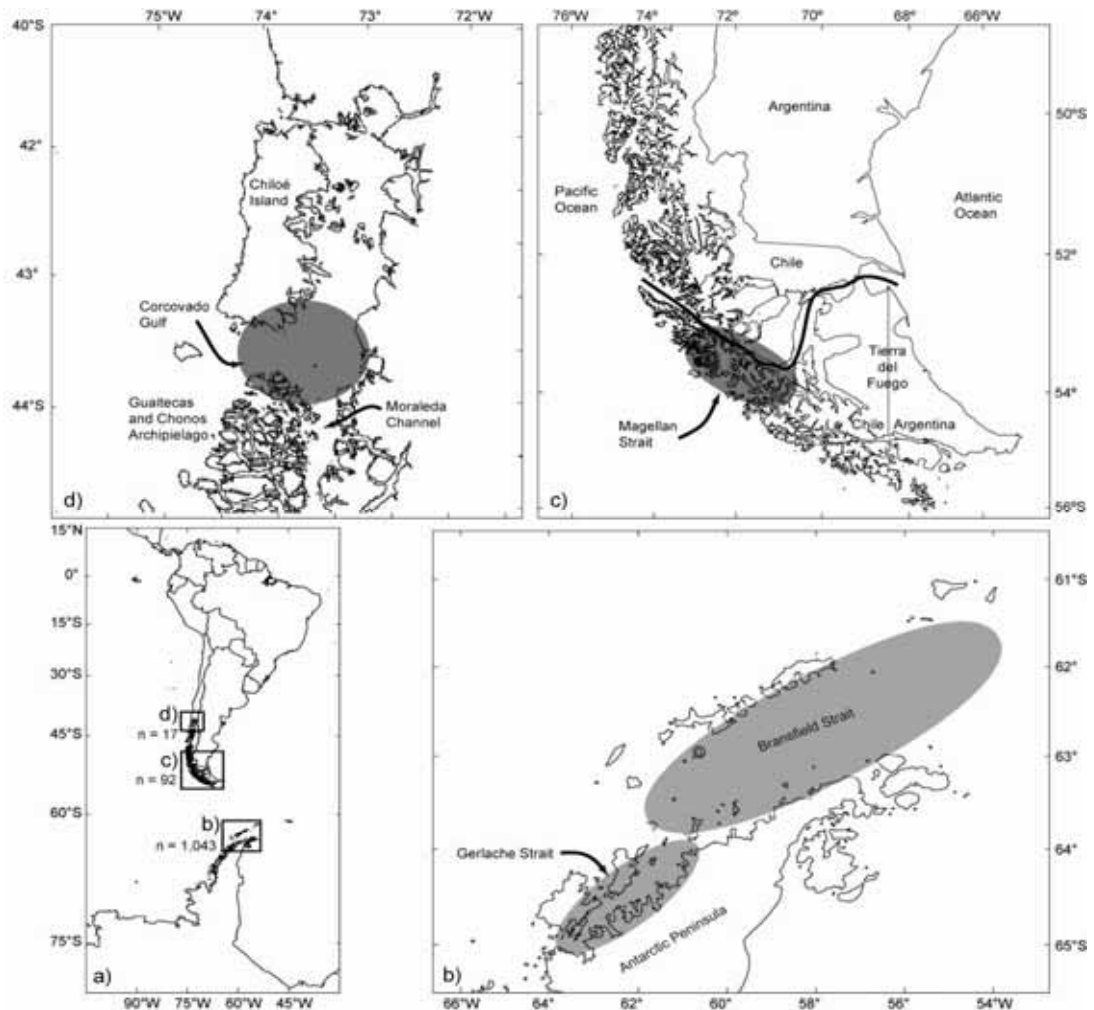 75°W 74° 73° 72°W
40°S
42°
43°
44°S
Chiloé
Island
Corcovado
Gulf
Guaitecas
and Chonos
Archipielago
Moraleda
Channel
d)
76°W 74° 72° 70° 68° 66°W
50°S
52°
54°
56°S
Argentina
Pacific
Ocean
Atlantic
Ocean
Chile
Tierra
del
Fuego
Magellan
Strait
Chile
Argentina
c)
15°N
0°
15°S
30°S
45°S
60°S
75°S
d)
n = 17
c)
n = 92
b)
n = 1,043
a)
90°W 75°W 60°W 45°W
61°S
62°
63°
64°
65°S
Bransfield Strait
Gerlache Strait
Antarctic Peninsula
b)
66°W 64° 62° 60° 58° 56° 54°W